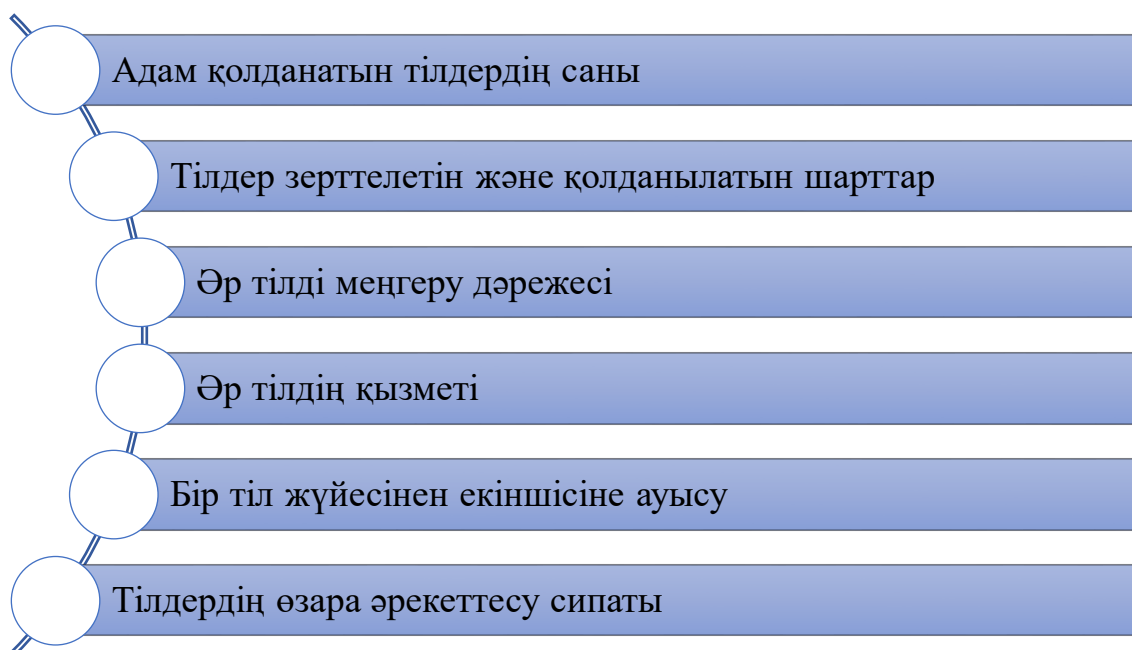 Адам қолданатын тілдердің саны
Тілдер зерттелетін және қолданылатын шарттар
Әр тілді меңгеру дәрежесі
Әр тілдің қызметі
Бір тіл жүйесінен екіншісіне ауысу
Тілдердің өзара әрекеттесу сипаты